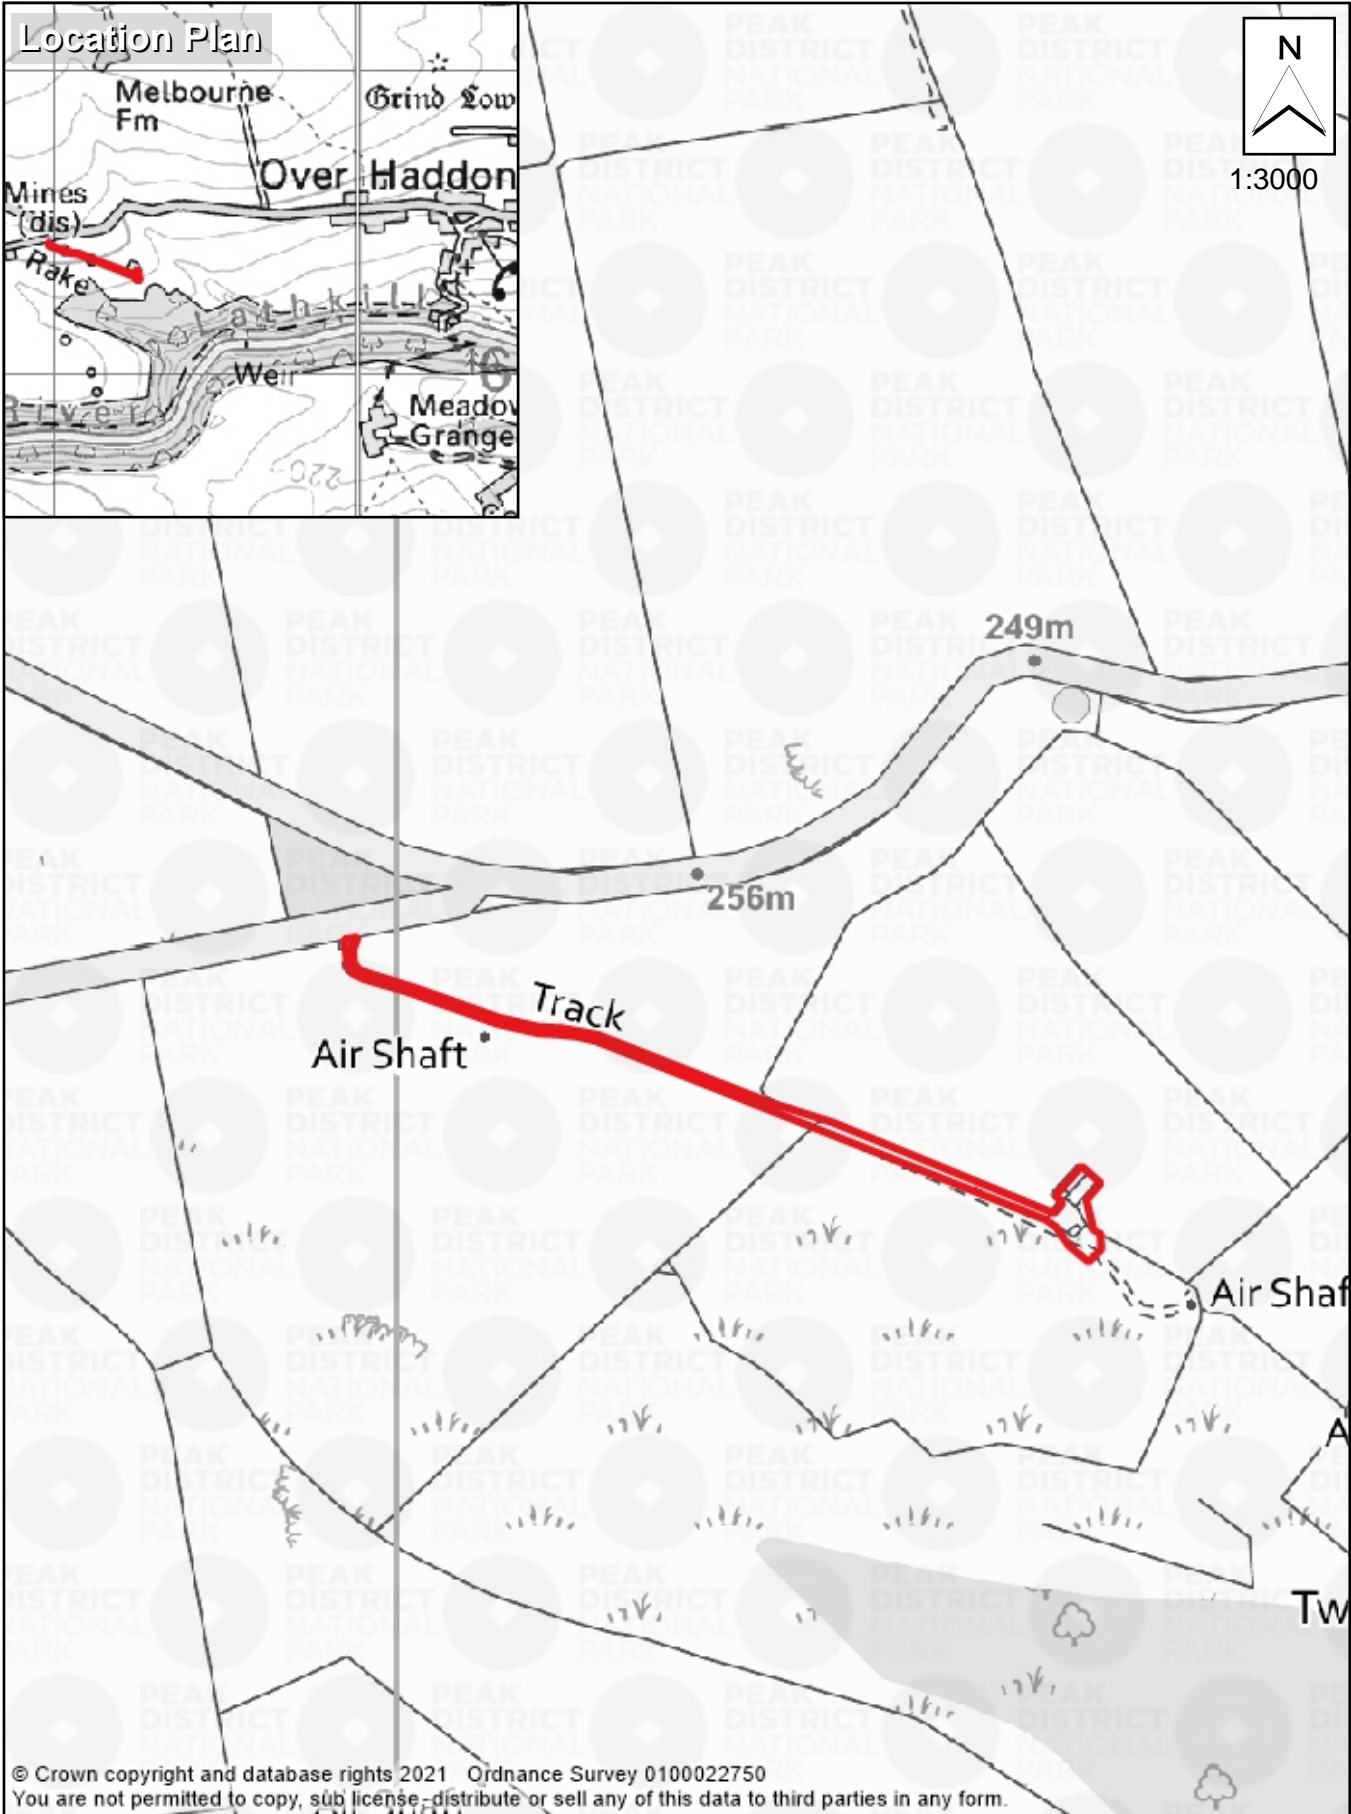 Location Plan
Melbourne
Fm
Grind Low
Over Haddon
Mines
(dis)
Rake
Lathkill
Weir
River
Meadow
Grange
220
N
1:3000
249m
256m
Track
Air Shaft
Air Shaf
A
Tw
PEAK
DISTRICT
NATIONAL
PARK
© Crown copyright and database rights 2021 Ordnance Survey 0100022750
You are not permitted to copy, sub license, distribute or sell any of this data to third parties in any form.